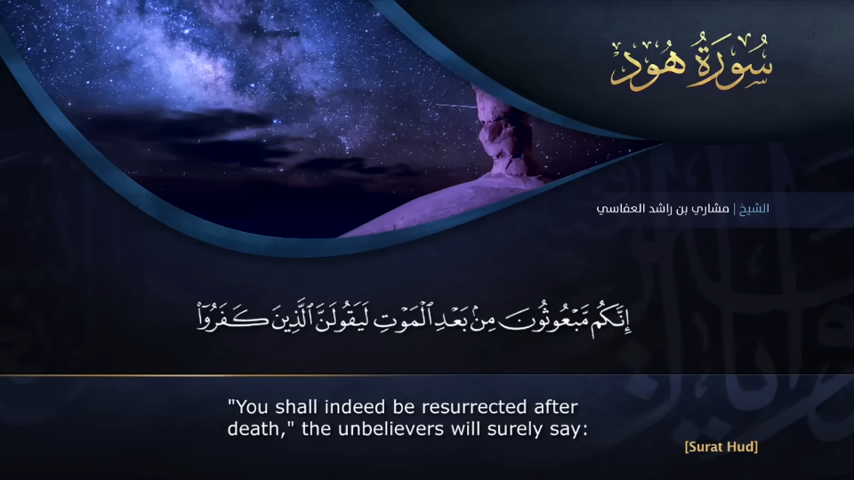 سُورَةُ هُود
الشيخ | مشاري بن راشد العفاسي
إِنَّكُم مَّبْعُوثُونَ مِنۢ بَعْدِ ٱلْمَوْتِ لَيَقُولَنَّ ٱلَّذِينَ كَفَرُوٓا۟
"You shall indeed be resurrected after
death," the unbelievers will surely say:
[Surat Hud]